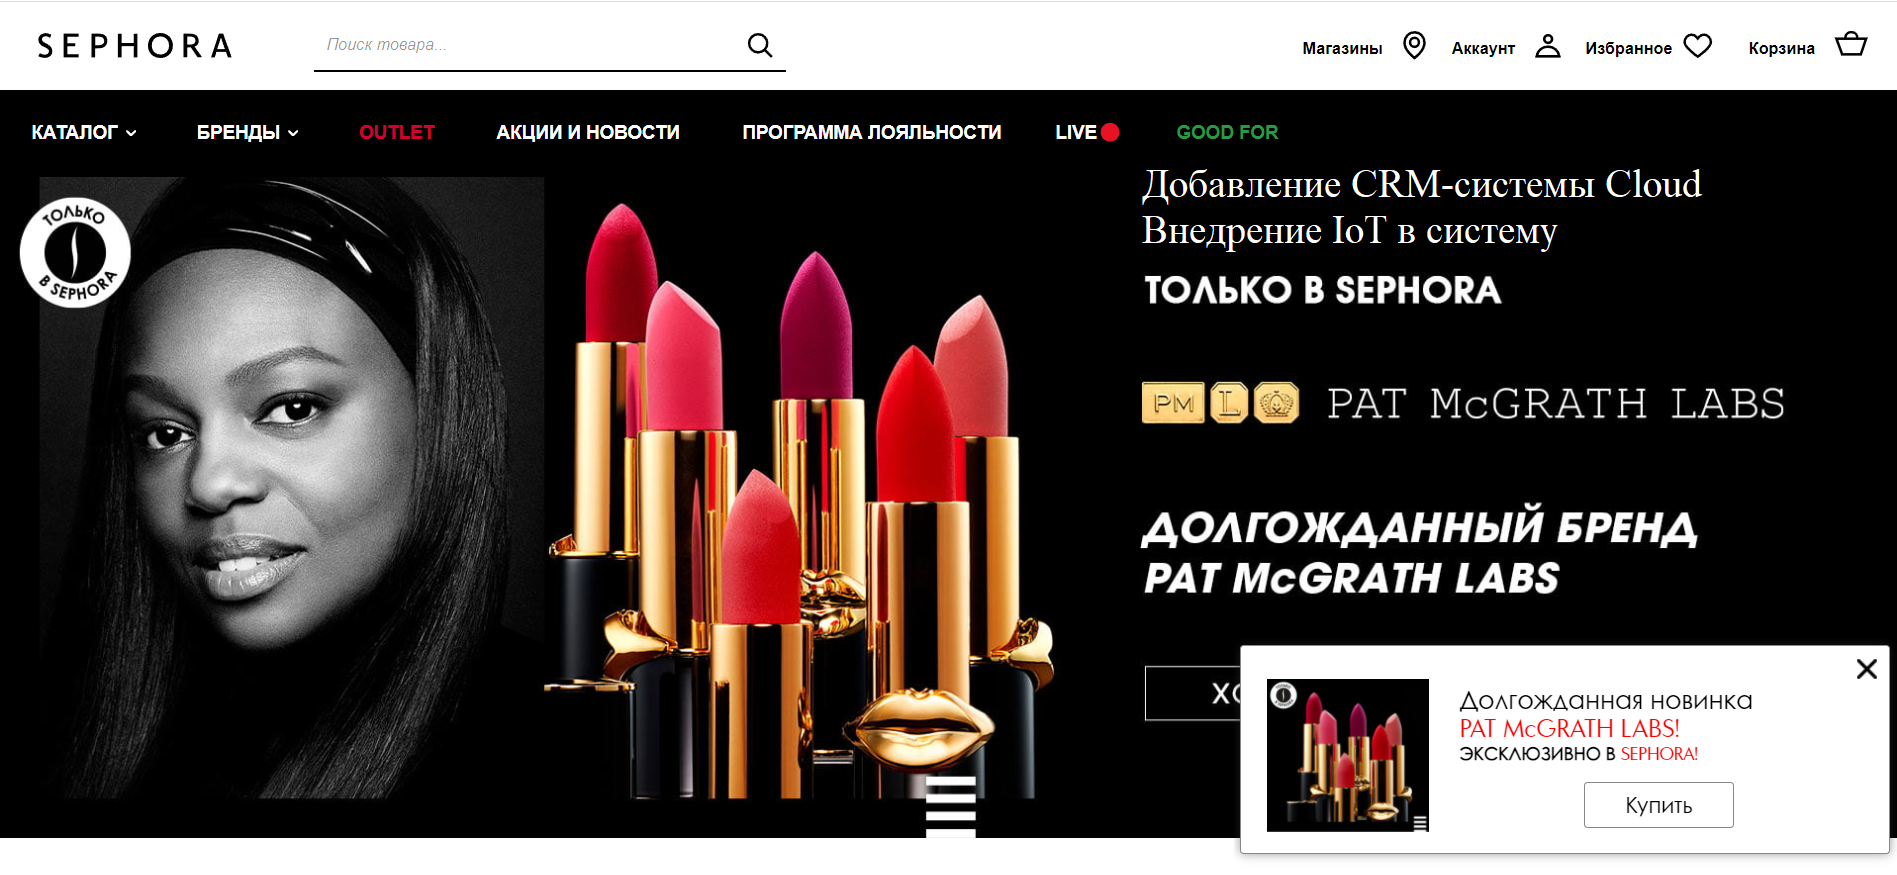 SEPHORA
Поиск товара...
Магазины
Аккаунт
Избранное
Корзина
КАТАЛОГ
БРЕНДЫ
OUTLET
АКЦИИ И НОВОСТИ
ПРОГРАММА ЛОЯЛЬНОСТИ
LIVE
GOOD FOR
ТОЛЬКО
В SEPHORA
Добавление CRM-системы Cloud
Внедрение IoT в систему
ТОЛЬКО В SEPHORA
PM L PAT McGRATH LABS
ДОЛГОЖДАННЫЙ БРЕНД
PAT McGRATH LABS
Долгожданная новинка
PAT McGRATH LABS!
ЭКСКЛЮЗИВНО В SEPHORA!
Купить